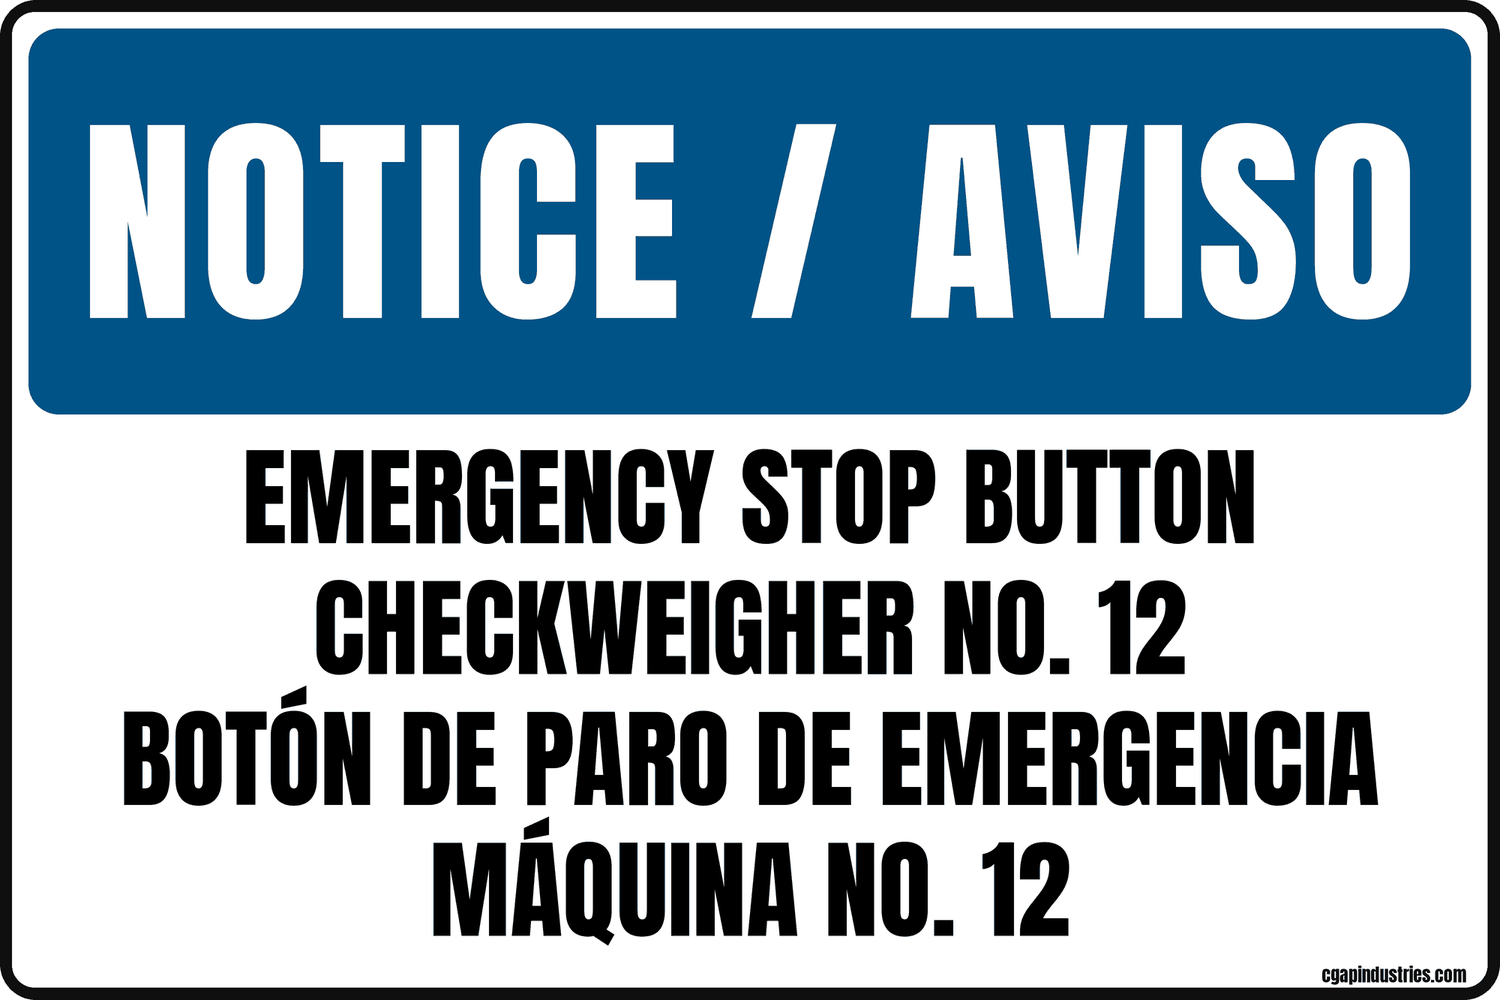 NOTICE / AVISO
EMERGENCY STOP BUTTON
CHECKWEIGHER NO. 12
BOTÓN DE PARO DE EMERGENCIA
MÁQUINA NO. 12
cgapindustries.com